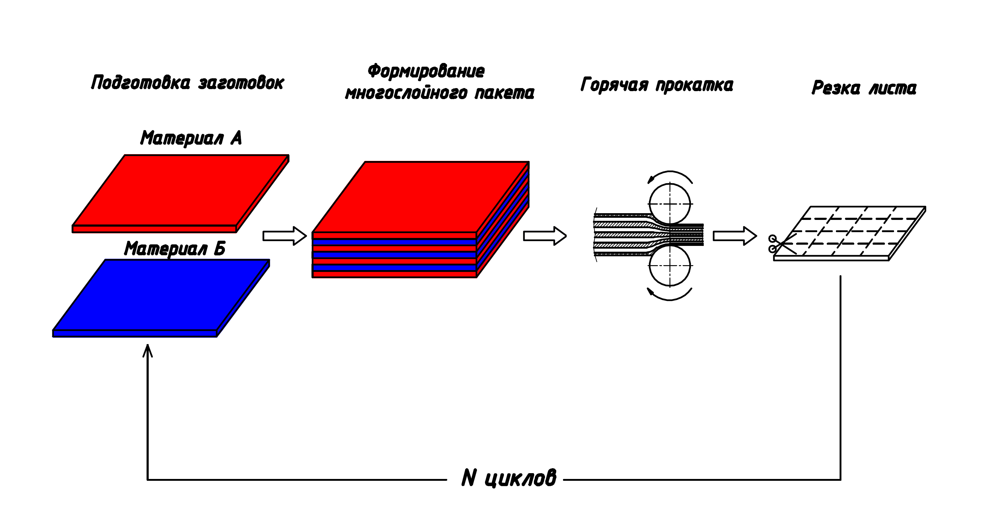 Подготовка заготовок
Формирование
многослойного пакета
Горячая прокатка
Резка листа
Материал А
Материал Б
N циклов